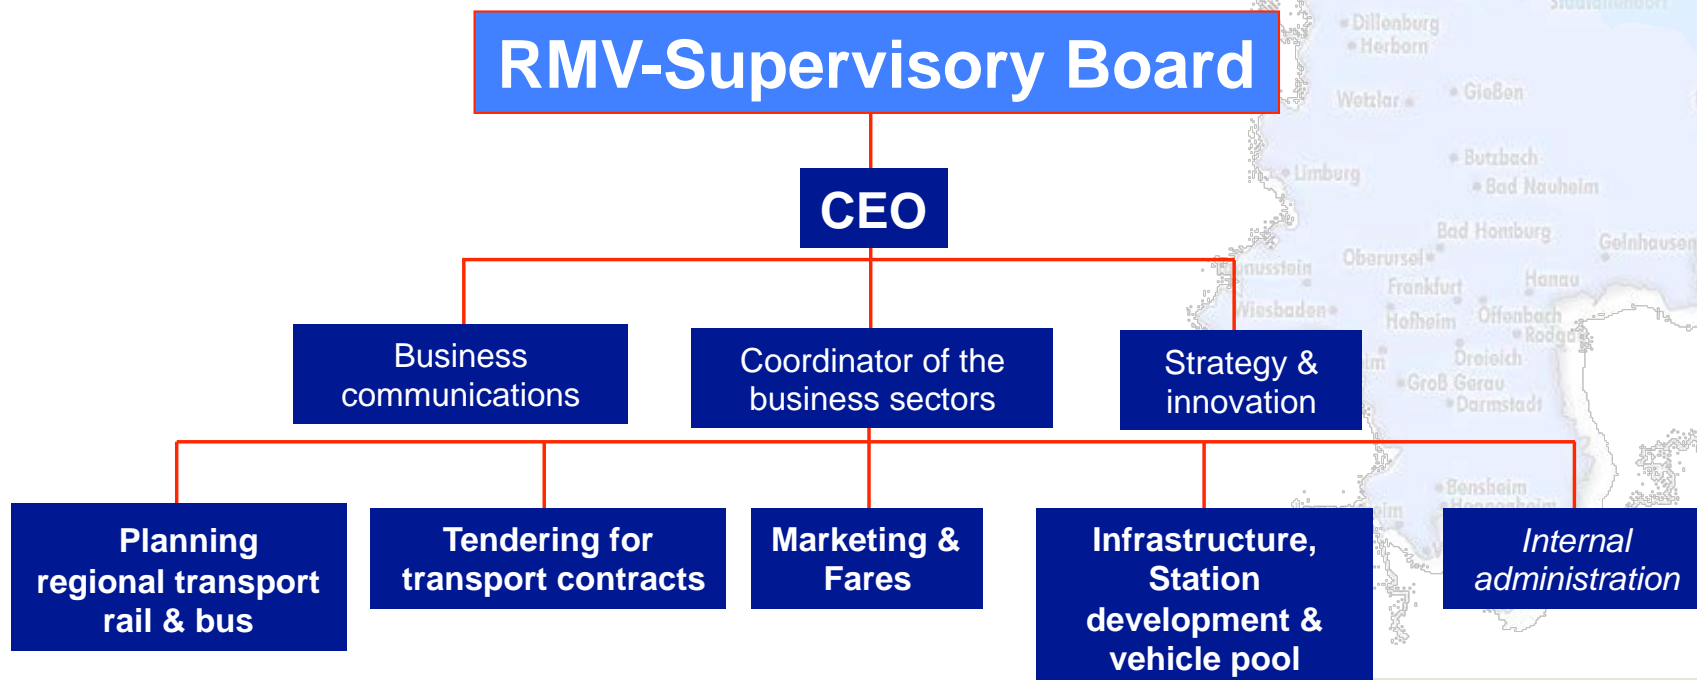 Dillenburg
Herborn
RMV-Supervisory Board
Wetzlar
Gießen
Butzbach
Limburg
Bad Nauheim
CEO
Bad Homburg
Gelnhausen
Oberursel
Hanau
Frankfurt
Wiesbaden
Hofheim
Offenbach
Business
communications
Coordinator of the
business sectors
Strategy &
innovation
Dreieich
Groß Gerau
Darmstadt
Bensheim
Planning
regional transport
rail & bus
Tendering for
transport contracts
Marketing &
Fares
Infrastructure,
Station
development &
vehicle pool
Internal
administration